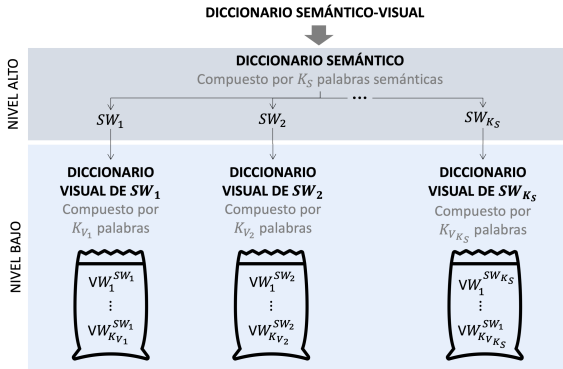 DICCIONARIO SEMÁNTICO-VISUAL
NIVEL ALTO
DICCIONARIO SEMÁNTICO
Compuesto por K_S palabras semánticas
...
SW_1 SW_2 SW_{K_S}
NIVEL BAJO
DICCIONARIO
VISUAL DE SW_1
Compuesto por
K_{V_1} palabras
VW_1^{SW_1}
⋮
VW_{K_{V_1}}^{SW_1}
DICCIONARIO
VISUAL DE SW_2
Compuesto por
K_{V_2} palabras
VW_1^{SW_2}
⋮
VW_{K_{V_2}}^{SW_2}
DICCIONARIO
VISUAL DE SW_{K_S}
Compuesto por
K_{V_{K_S}} palabras
VW_1^{SW_{K_S}}
⋮
VW_{K_{V_{K_S}}}^{SW_1}